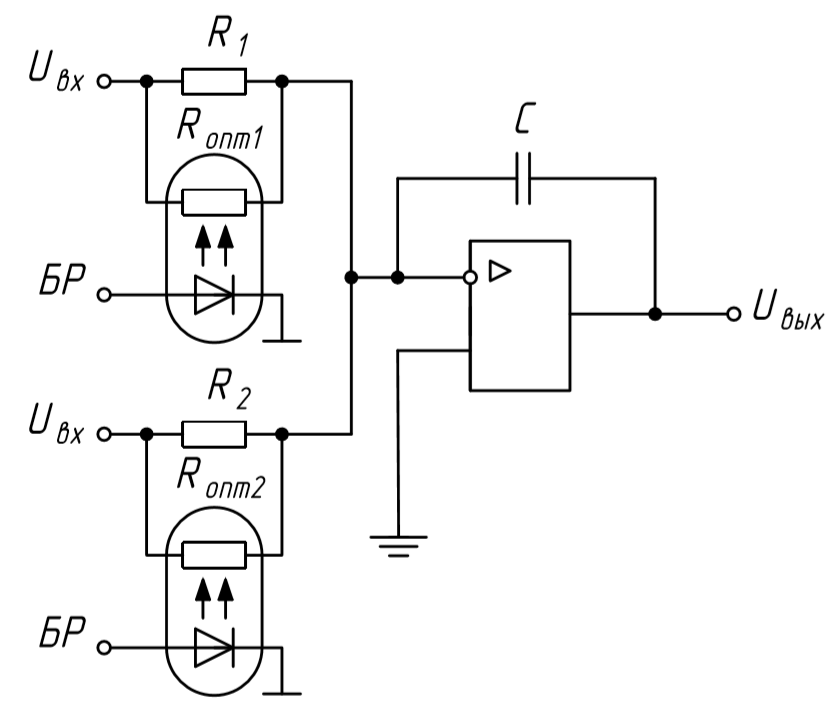 R 1
U вх
R опт1
C
БР
U вых
R 2
U вх
R опт2
БР